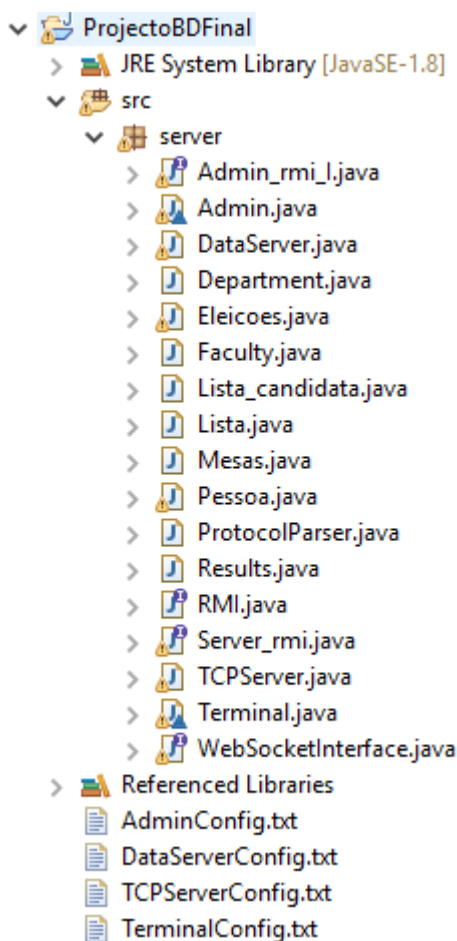 ProjectoBDFinal
JRE System Library [JavaSE-1.8]
src
server
Admin_rmi_I.java
Admin.java
DataServer.java
Department.java
Eleicoes.java
Faculty.java
Lista_candidata.java
Lista.java
Mesas.java
Pessoa.java
ProtocolParser.java
Results.java
RMI.java
Server_rmi.java
TCPServer.java
Terminal.java
WebSocketInterface.java
Referenced Libraries
AdminConfig.txt
DataServerConfig.txt
TCPServerConfig.txt
TerminalConfig.txt